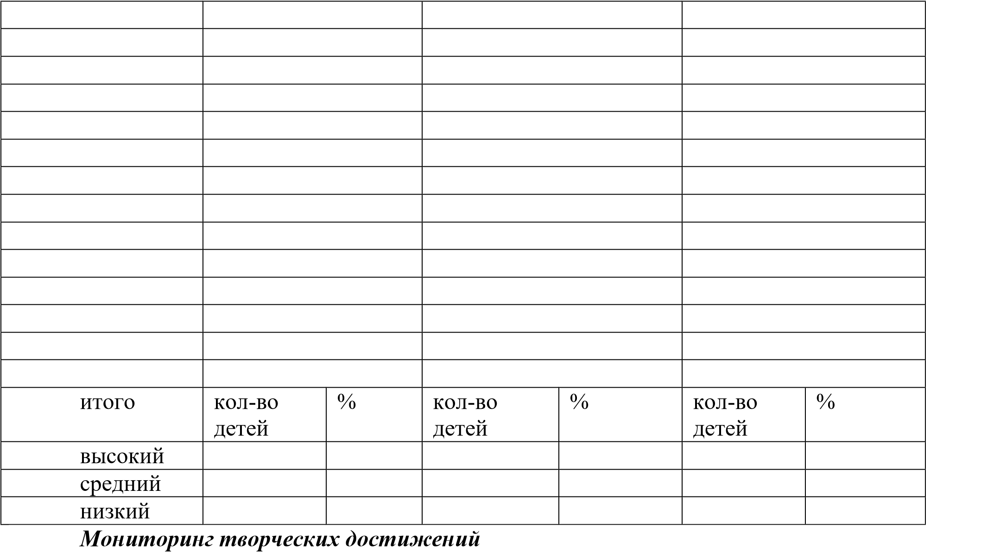 итого кол-во % кол-во % кол-во %
детей детей детей
высокий
средний
низкий
Мониторинг творческих достижений